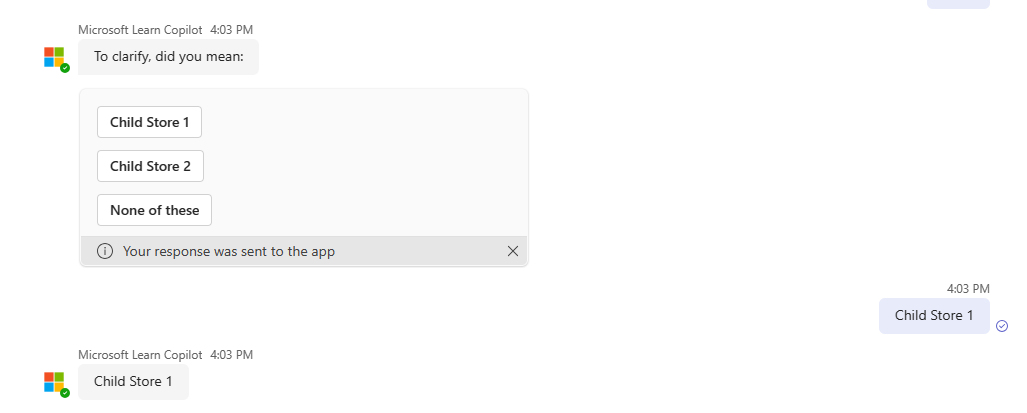 Microsoft Learn Copilot 4:03 PM
To clarify, did you mean:
Child Store 1
Child Store 2
None of these
Your response was sent to the app
4:03 PM
Child Store 1
Microsoft Learn Copilot 4:03 PM
Child Store 1